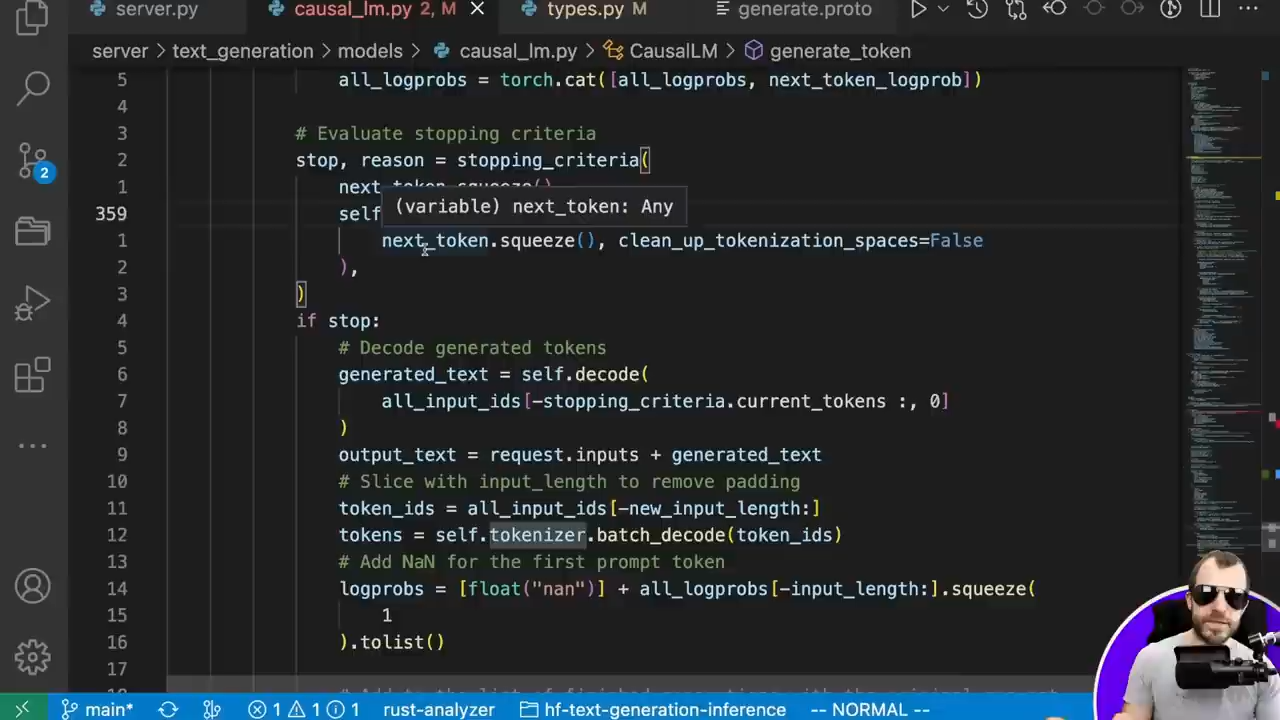 server.py causal_lm.py 2, M types.py M generate.proto
server > text_generation > models > causal_lm.py > CausalLM > generate_token
5 all_logprobs = torch.cat([all_logprobs, next_token_logprob])
4
3 # Evaluate stopping criteria
2 stop, reason = stopping_criteria(
1 next_token.squeeze()
(variable) next_token: Any
359 self
1 next_token.squeeze(), clean_up_tokenization_spaces=False
2 ),
3 )
4 if stop:
5 # Decode generated tokens
6 generated_text = self.decode(
7 all_input_ids[-stopping_criteria.current_tokens :, 0]
8 )
9 output_text = request.inputs + generated_text
10 # Slice with input_length to remove padding
11 token_ids = all_input_ids[-new_input_length:]
12 tokens = self.tokenizer.batch_decode(token_ids)
13 # Add NaN for the first prompt token
14 logprobs = [float("nan")] + all_logprobs[-input_length:].squeeze(
15 1
16 ).tolist()
17
2
main* 1 1 1 rust-analyzer hf-text-generation-inference -- NORMAL --